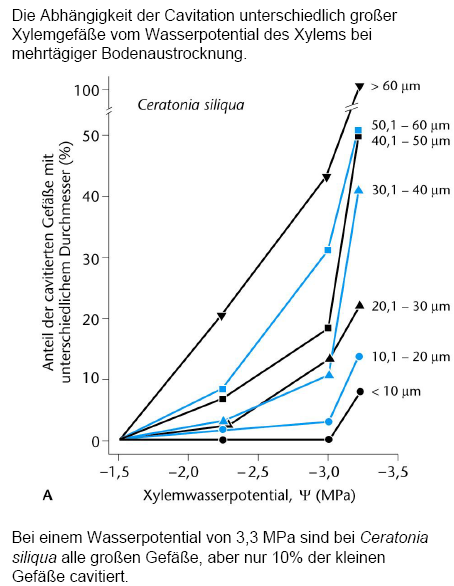 Die Abhängigkeit der Cavitation unterschiedlich großer
Xylemgefäße vom Wasserpotential des Xylems bei
mehrtägiger Bodenaustrocknung.
Ceratonia siliqua
Anteil der cavitierten Gefäße mit
unterschiedlichem Durchmesser (%)
100
50
40
30
20
10
0
> 60 µm
50,1 – 60 µm
40,1 – 50 µm
30,1 – 40 µm
20,1 – 30 µm
10,1 – 20 µm
< 10 µm
–1,5
–2,0
–2,5
–3,0
–3,5
A
Xylemwasserpotential, Ψ (MPa)
Bei einem Wasserpotential von 3,3 MPa sind bei Ceratonia
siliqua alle großen Gefäße, aber nur 10% der kleinen
Gefäße cavitiert.